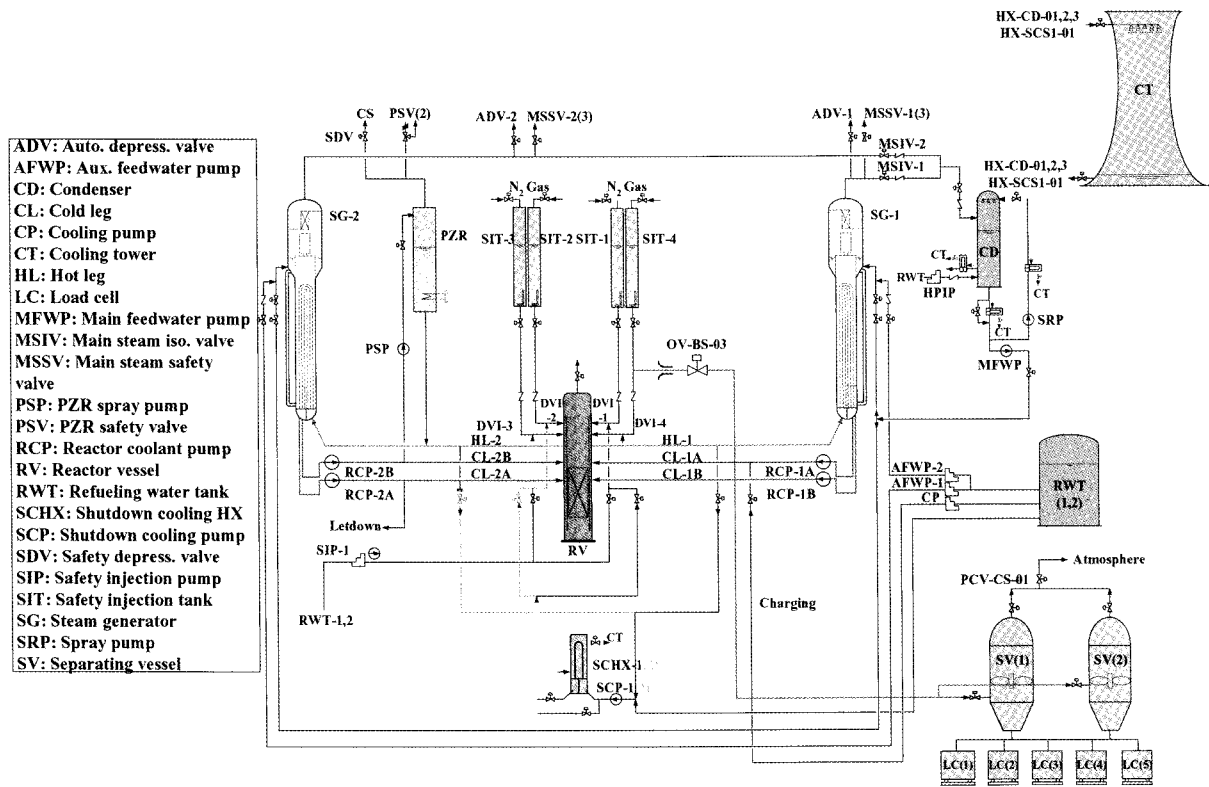 ADV: Auto. depress. valve
AFWP: Aux. feedwater pump
CD: Condenser
CL: Cold leg
CP: Cooling pump
CT: Cooling tower
HL: Hot leg
LC: Load cell
MFWP: Main feedwater pump
MSIV: Main steam iso. valve
MSSV: Main steam safety
valve
PSP: PZR spray pump
PSV: PZR safety valve
RCP: Reactor coolant pump
RV: Reactor vessel
RWT: Refueling water tank
SCHX: Shutdown cooling HX
SCP: Shutdown cooling pump
SDV: Safety depress. valve
SIP: Safety injection pump
SIT: Safety injection tank
SG: Steam generator
SRP: Spray pump
SV: Separating vessel
HX-CD-01,2,3
HX-SCS1-01
CT
HX-CD-01,2,3
HX-SCS1-01
CS
PSV(2)
SDV
ADV-2
MSSV-2(3)
ADV-1
MSSV-1(3)
MSIV-2
MSIV-1
N2 Gas
N2 Gas
SG-2
PZR
SIT-3
SIT-2
SIT-1
SIT-4
SG-1
CD
CT
RWT
HPIP
CT
CT
SRP
MFWP
PSP
OV-BS-03
DVI
-2
DVI
-1
DVI-3
DVI-4
HL-2
HL-1
CL-2B
CL-1A
RCP-2B
RCP-1A
CL-2A
CL-1B
RCP-2A
RCP-1B
AFWP-2
AFWP-1
CP
RWT
(1,2)
Letdown
SIP-1
RV
RWT-1,2
Charging
Atmosphere
PCV-CS-01
CT
SCHX-1
SCP-1
SV(1)
SV(2)
LC(1)
LC(2)
LC(3)
LC(4)
LC(5)